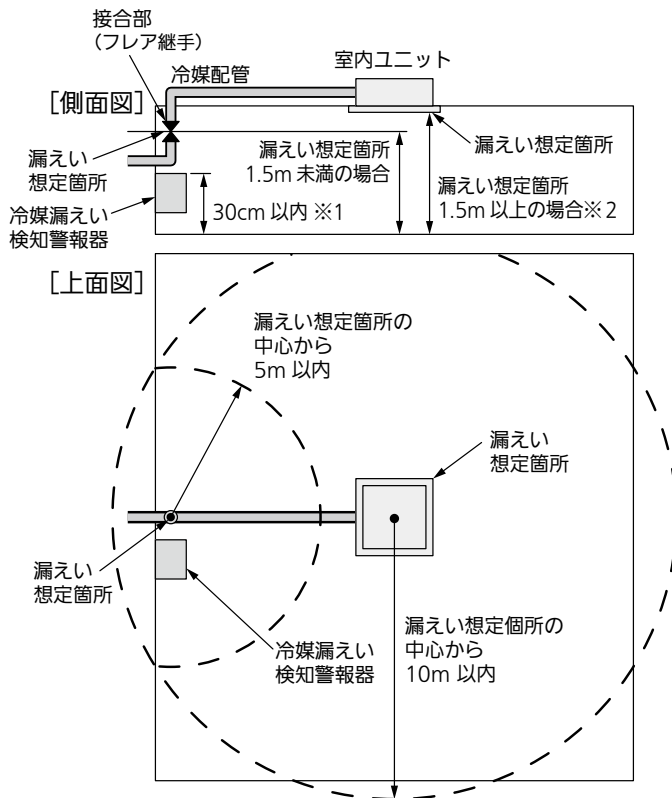 接合部
（フレア継手）
冷媒配管
室内ユニット
［側面図］
漏えい
想定箇所
漏えい想定箇所
1.5m 未満の場合
漏えい想定箇所
漏えい想定箇所
1.5m 以上の場合※2
30cm 以内 ※1
冷媒漏えい
検知警報器
［上面図］
漏えい想定箇所の
中心から
5m 以内
漏えい
想定箇所
漏えい
想定箇所
冷媒漏えい
検知警報器
漏えい想定個所の
中心から
10m 以内